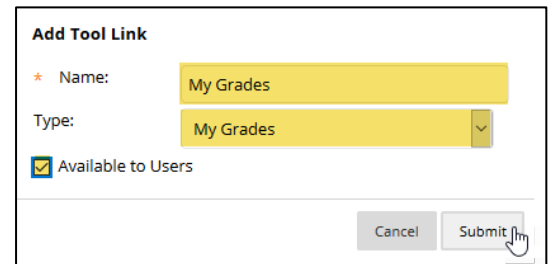 Add Tool Link
* Name:
My Grades
Type:
My Grades
Available to Users
Cancel Submit